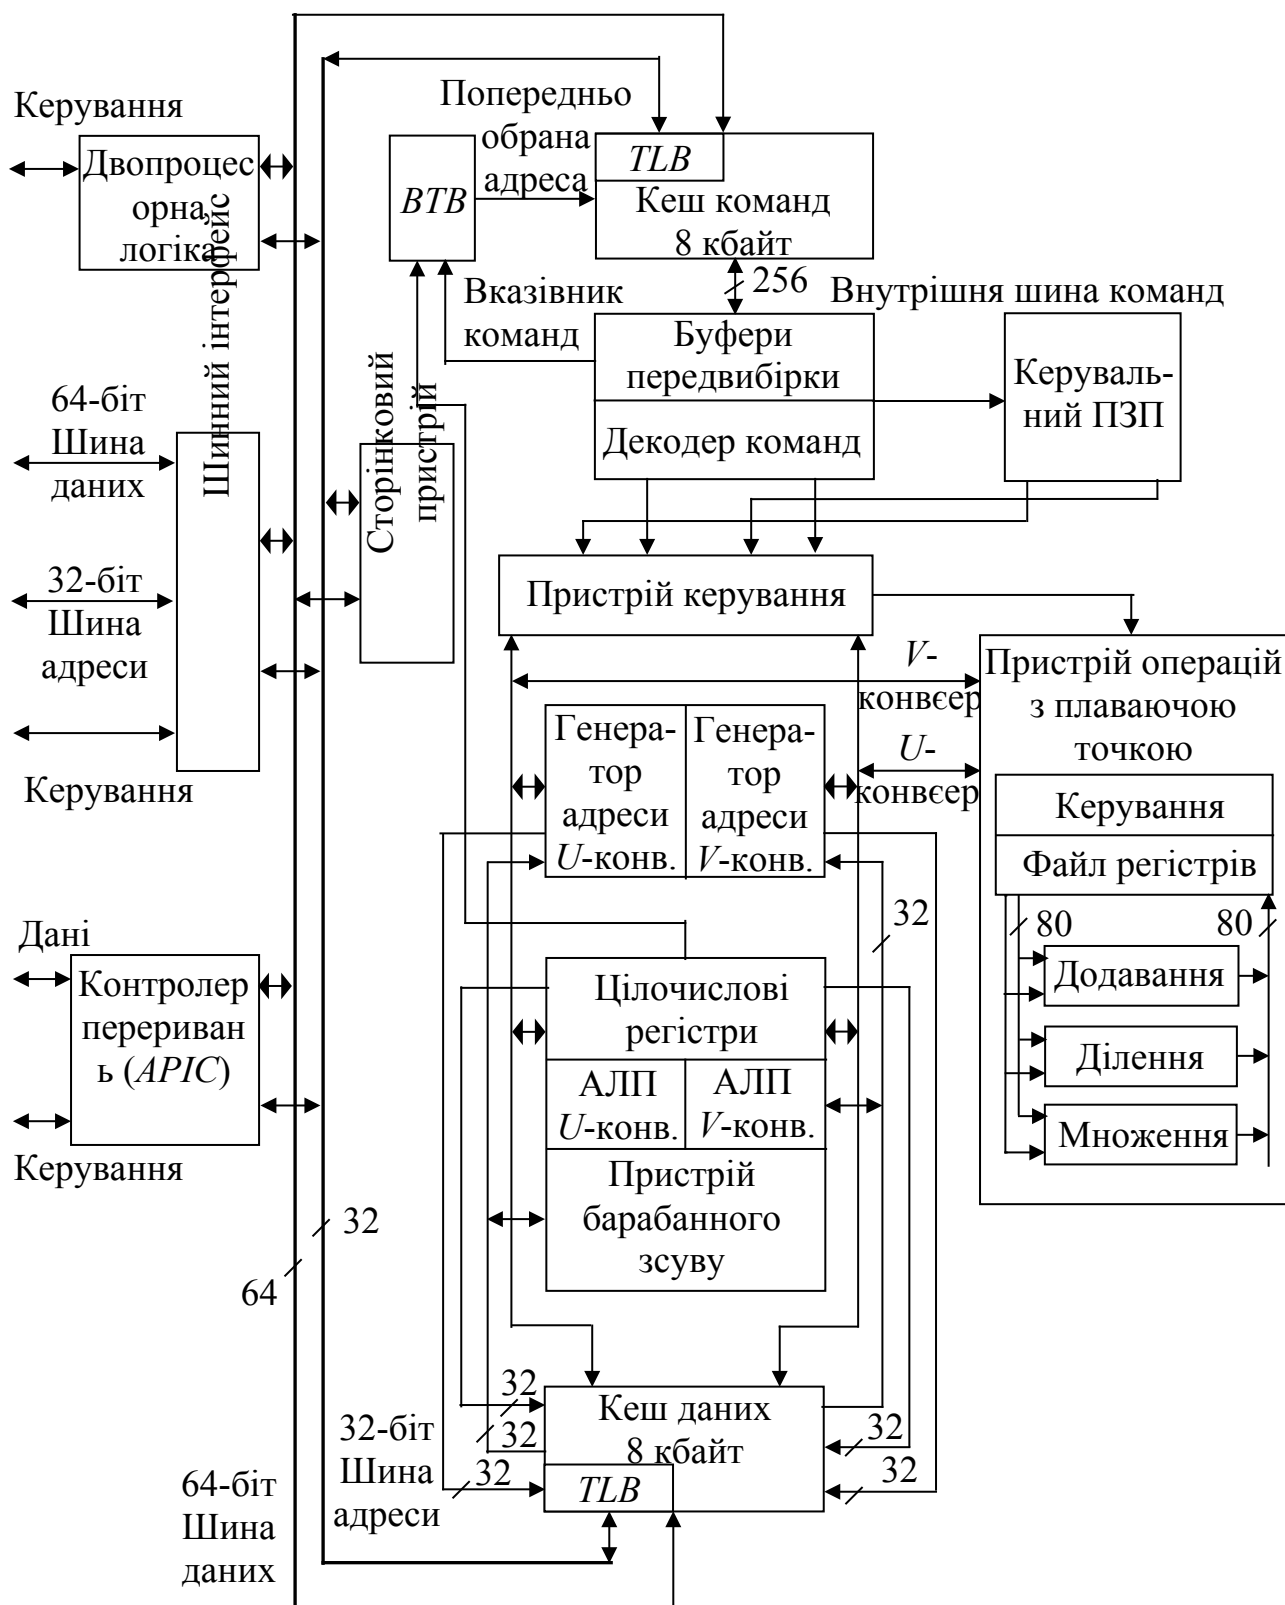 Керування
Двопроцес
орна
логіка
Шинний інтерфейс
64-біт
Шина
даних
32-біт
Шина
адреси
Керування
Дані
Контролер
переривань
ь (APIC)
Керування
Попередньо
обрана
адреса
BTB
TLB
Кеш команд
8 кбайт
256
Вказівник
команд
Внутрішня шина команд
Буфери
передвибірки
Декодер команд
Керуваль-
ний ПЗП
Сторінковий
пристрій
Пристрій керування
V-
конвєер
U-
конвєер
Пристрій операцій
з плаваючою
точкою
Керування
Файл регістрів
80
80
Додавання
Ділення
Множення
Генера-
тор
адреси
U-конв.
Генера-
тор
адреси
V-конв.
32
Цілочислові
регістри
АЛП
U-конв.
АЛП
V-конв.
Пристрій
барабанного
зсуву
32
64
32
32
32
32
32
Кеш даних
8 кбайт
TLB
32-біт
Шина
адреси
64-біт
Шина
даних